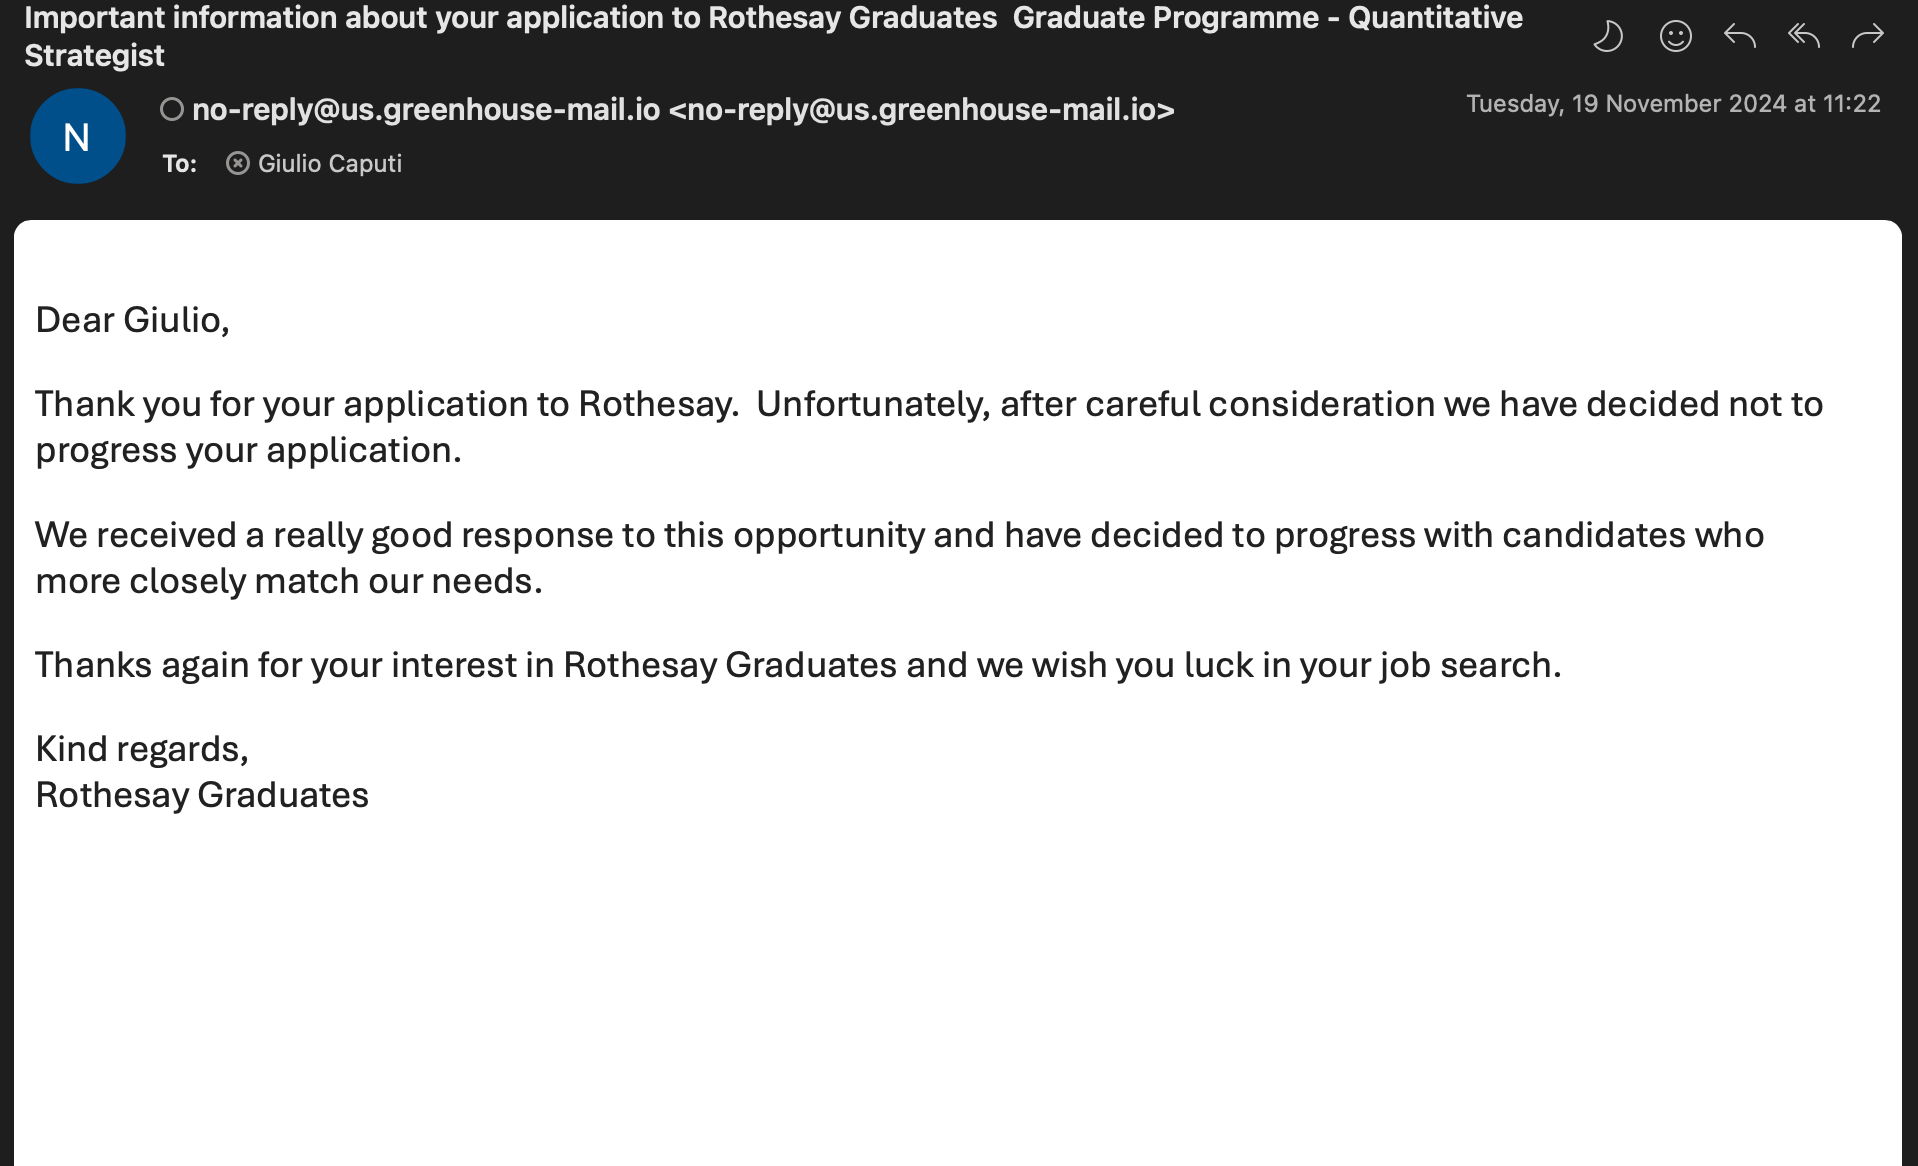 Important information about your application to Rothesay Graduates  Graduate Programme - Quantitative
Strategist
N
no-reply@us.greenhouse-mail.io <no-reply@us.greenhouse-mail.io>
Tuesday, 19 November 2024 at 11:22
To: Giulio Caputi
Dear Giulio,
Thank you for your application to Rothesay.  Unfortunately, after careful consideration we have decided not to
progress your application.
We received a really good response to this opportunity and have decided to progress with candidates who
more closely match our needs.
Thanks again for your interest in Rothesay Graduates and we wish you luck in your job search.
Kind regards,
Rothesay Graduates